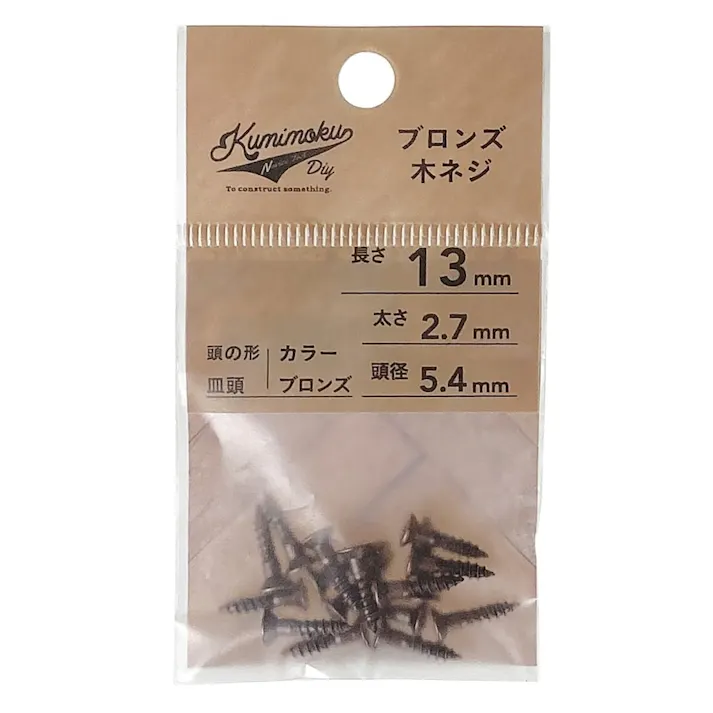 Kumimoku
Diy
To construct something.
ブロンズ
木ネジ
長さ 13mm
太さ 2.7mm
頭の形 カラー
皿頭 ブロンズ
頭径 5.4mm